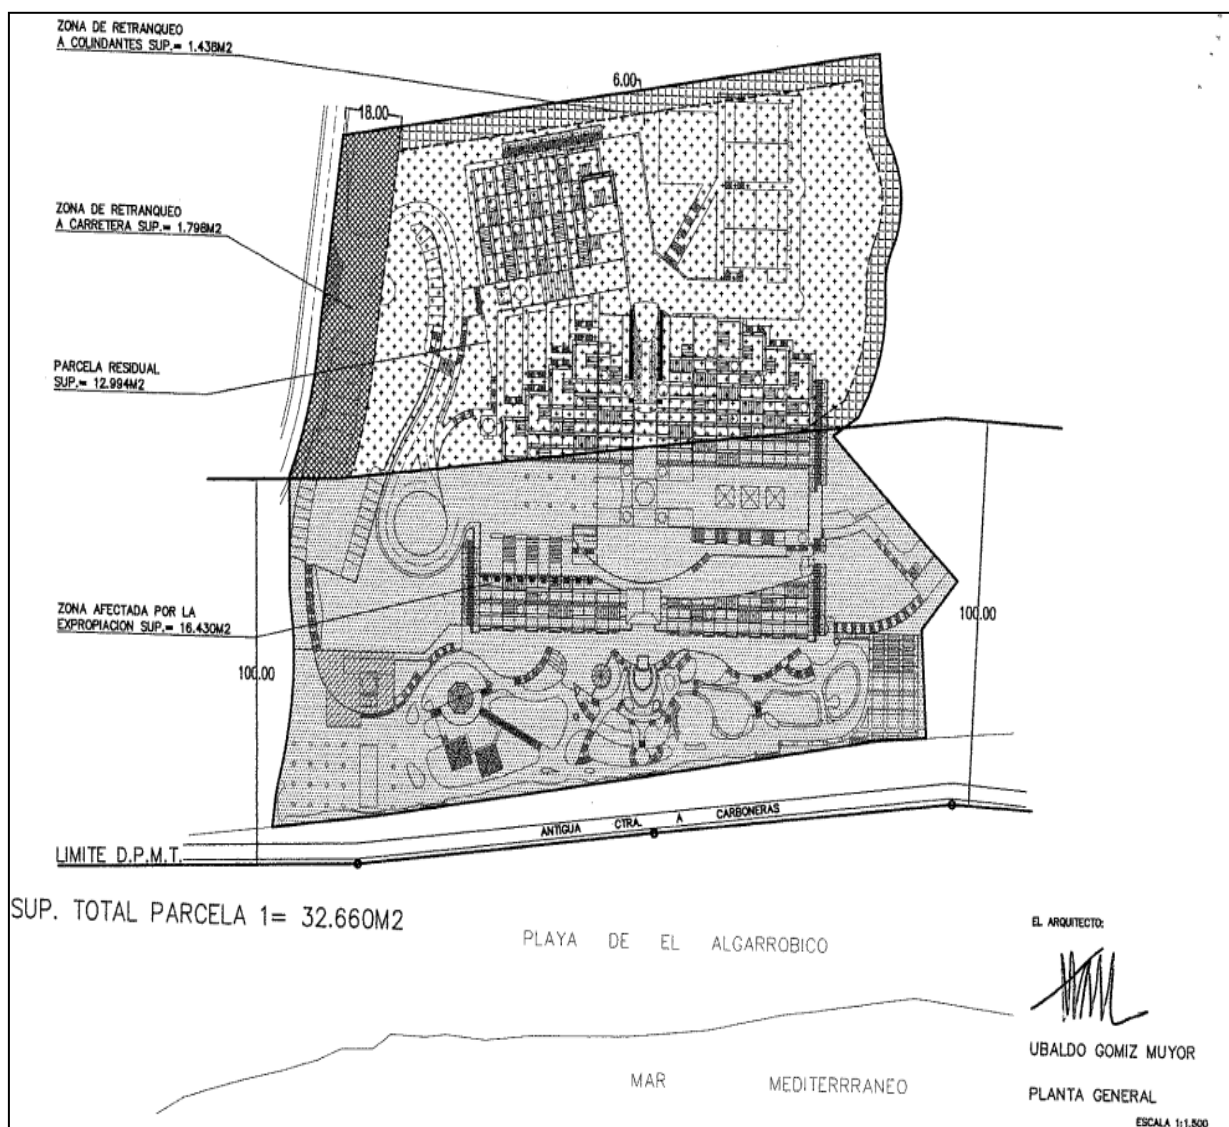 ZONA DE RETRANQUEO
A COLINDANTES SUP.= 1.438M2
6.00
18.00
ZONA DE RETRANQUEO
A CARRETERA SUP.= 1.798M2
PARCELA RESIDUAL
SUP.= 12.994M2
ZONA AFECTADA POR LA
EXPROPIACION SUP.= 16.430M2
100.00
100.00
ANTIGUA CTRA. A CARBONERAS
LIMITE D.P.M.T.
SUP. TOTAL PARCELA 1= 32.660M2
PLAYA DE EL ALGARROBICO
EL ARQUITECTO:
UBALDO GOMIZ MUYOR
MAR MEDITERRRANEO
PLANTA GENERAL
ESCALA 1:1.500